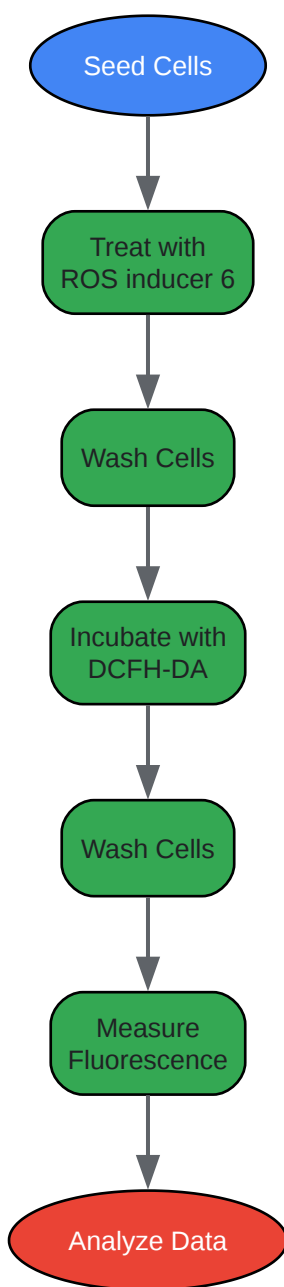 Seed Cells
Treat with
ROS inducer 6
Wash Cells
Incubate with
DCFH-DA
Wash Cells
Measure
Fluorescence
Analyze Data